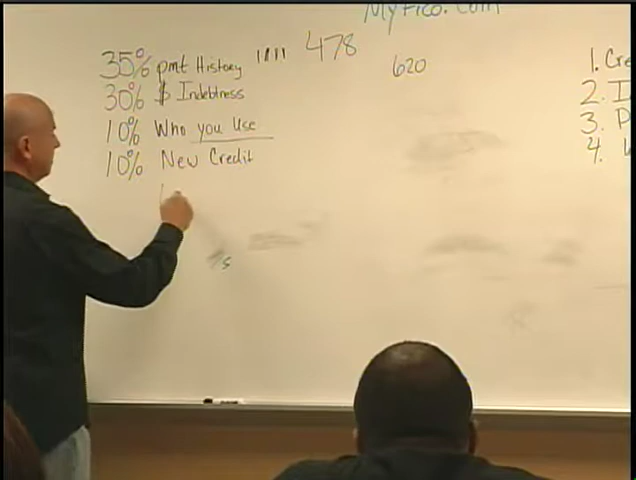 MyFico.com
35% pmt History 478
620
30% $ Indebtness
10% Who you use
10% New Credit
1. Cre
2. I
3. P
4.